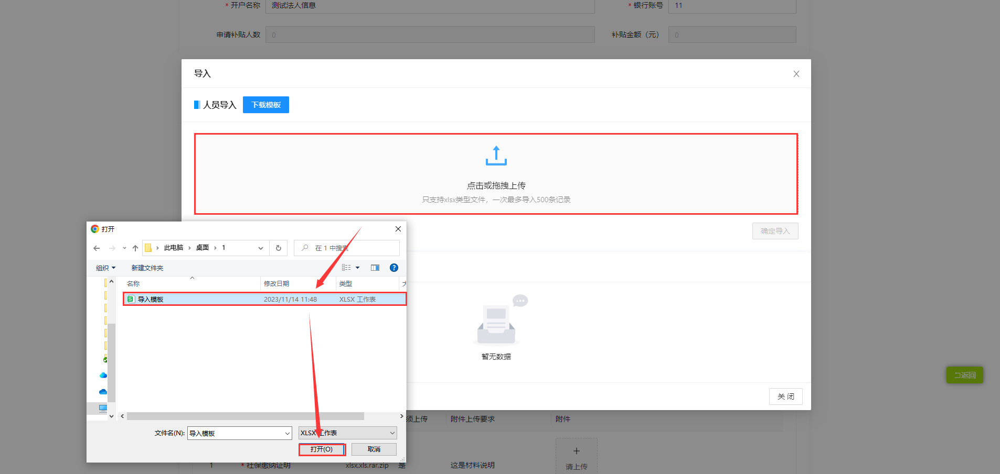 * 开户名称 测试法人信息 * 银行账号 11
申请补贴人数 0 补贴金额（元） 0
导入
人员导入 下载模板
点击或拖拽上传
只支持xlsx类型文件，一次最多导入500条记录
确定导入
打开
此电脑 › 桌面 › 1
在 1 中搜索
组织 新建文件夹
名称 修改日期 类型
导入模板 2023/11/14 11:48 XLSX 工作表
暂无数据
返回
关 闭
文件名(N): 导入模板 XLSX 工作表
打开(O) 取消
须上传 附件上传要求 附件
1 * 社保缴纳证明 xlsx,xls,rar,zip 是 这是材料说明
请上传